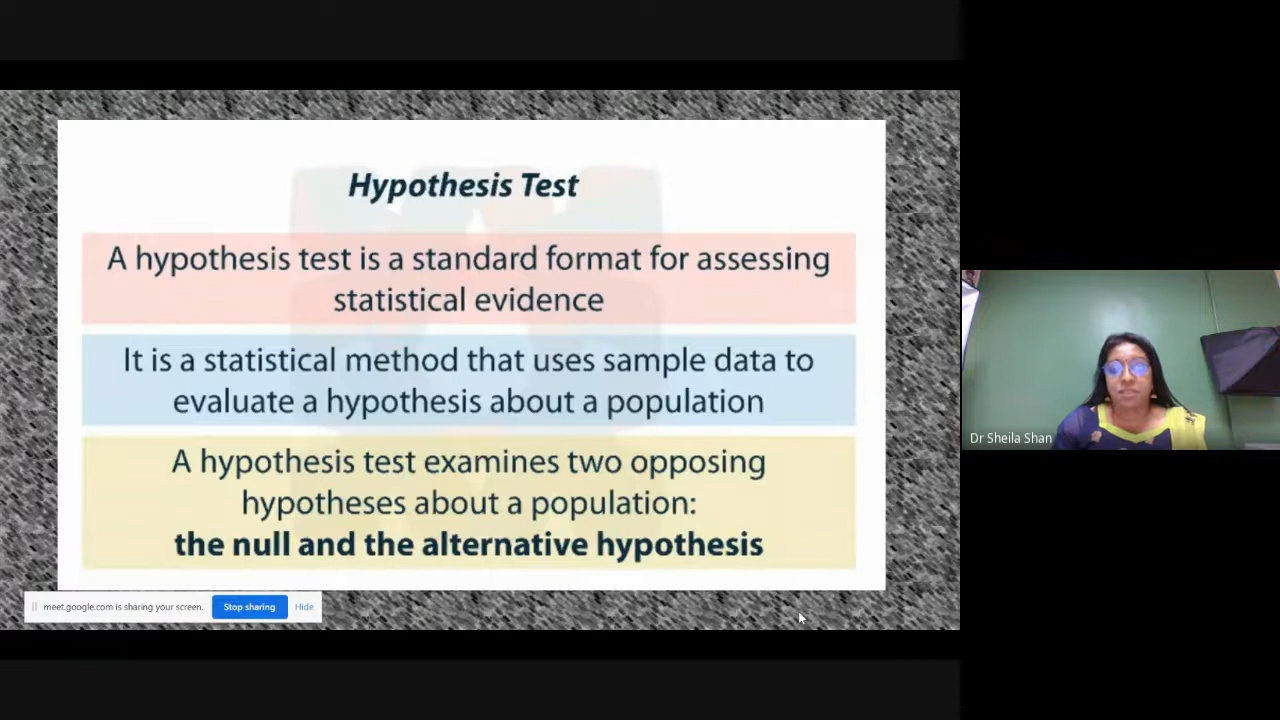 Hypothesis Test
A hypothesis test is a standard format for assessing
statistical evidence
It is a statistical method that uses sample data to
evaluate a hypothesis about a population
A hypothesis test examines two opposing
hypotheses about a population:
the null and the alternative hypothesis
meet.google.com is sharing your screen. Stop sharing Hide
Dr Sheila Shan